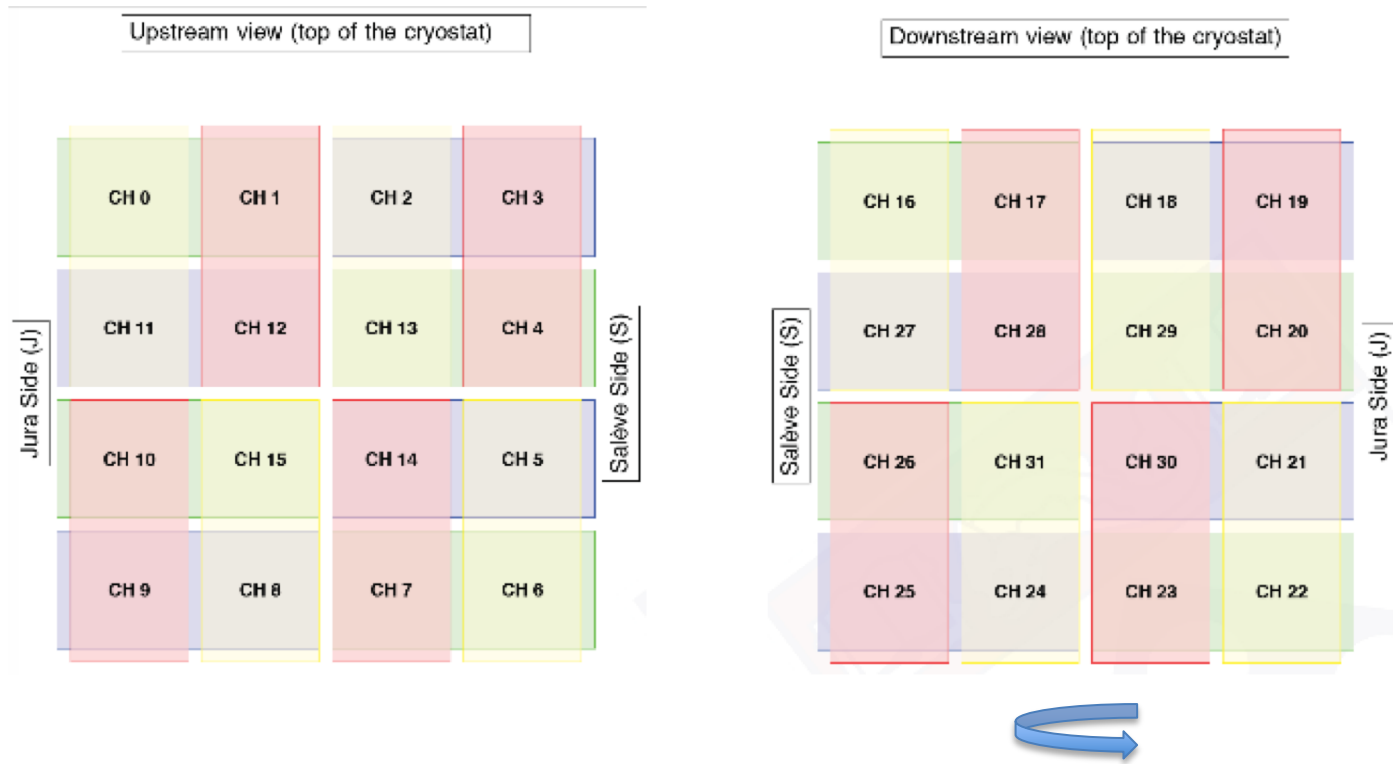 Upstream view (top of the cryostat)
Downstream view (top of the cryostat)
CH 0 CH 1 CH 2 CH 3
CH 11 CH 12 CH 13 CH 4
CH 10 CH 15 CH 14 CH 5
CH 9 CH 8 CH 7 CH 6
Jura Side (J)
Salève Side (S)
CH 16 CH 17 CH 18 CH 19
CH 27 CH 28 CH 29 CH 20
CH 26 CH 31 CH 30 CH 21
CH 25 CH 24 CH 23 CH 22
Salève Side (S)
Jura Side (J)